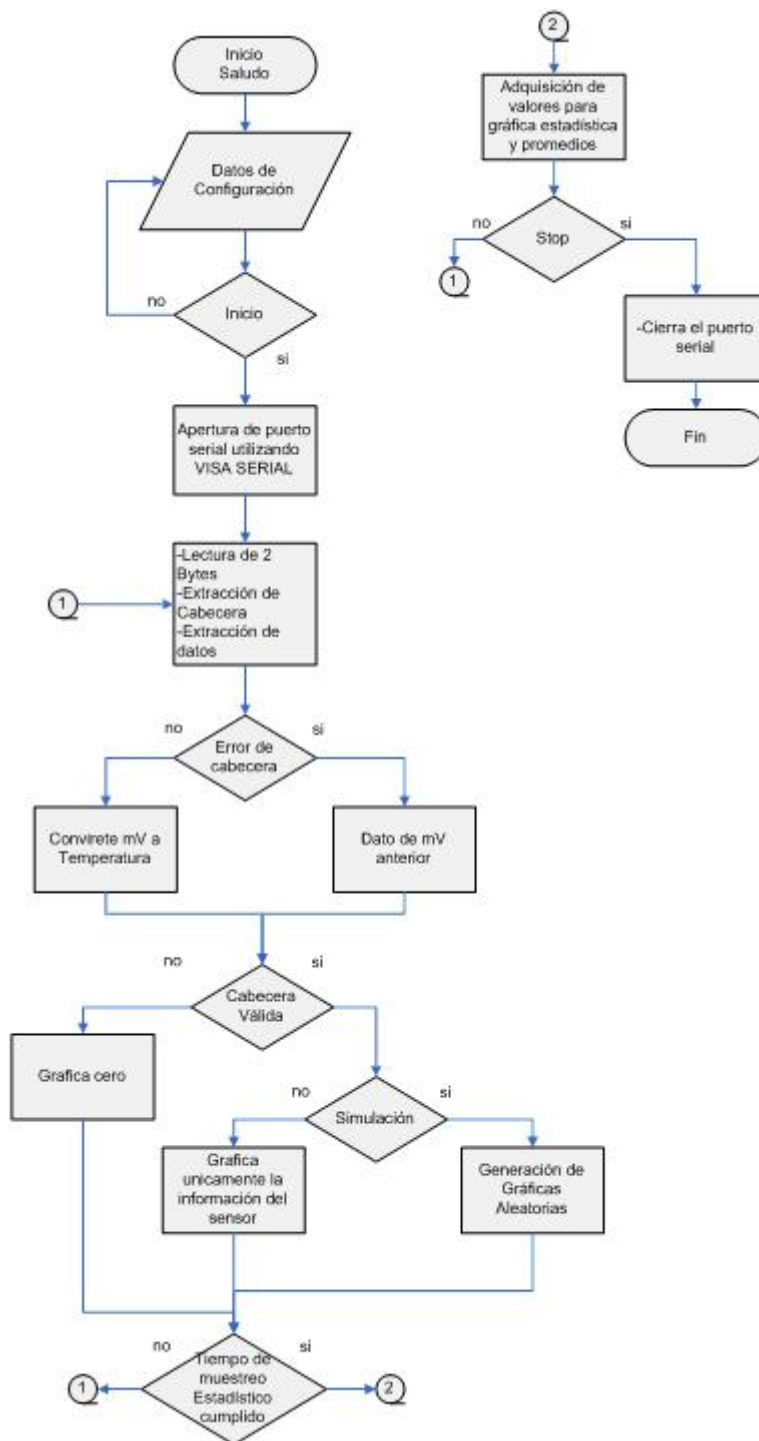 Inicio
Saludo
Datos de
Configuración
no
Inicio
si
Apertura de puerto
serial utilizando
VISA SERIAL
1
-Lectura de 2
Bytes
-Extracción de
Cabecera
-Extracción de
datos
no
Error de
cabecera
si
Convirete mV a
Temperatura
Dato de mV
anterior
no
si
Cabecera
Válida
Grafica cero
no
Simulación
si
Grafica
unicamente la
información del
sensor
Generación de
Gráficas
Aleatorias
no
si
Tiempo de
muestreo
Estadístico
cumplido
1
2
2
Adquisición de
valores para
gráfica estadística
y promedios
no
Stop
si
1
-Cierra el puerto
serial
Fin